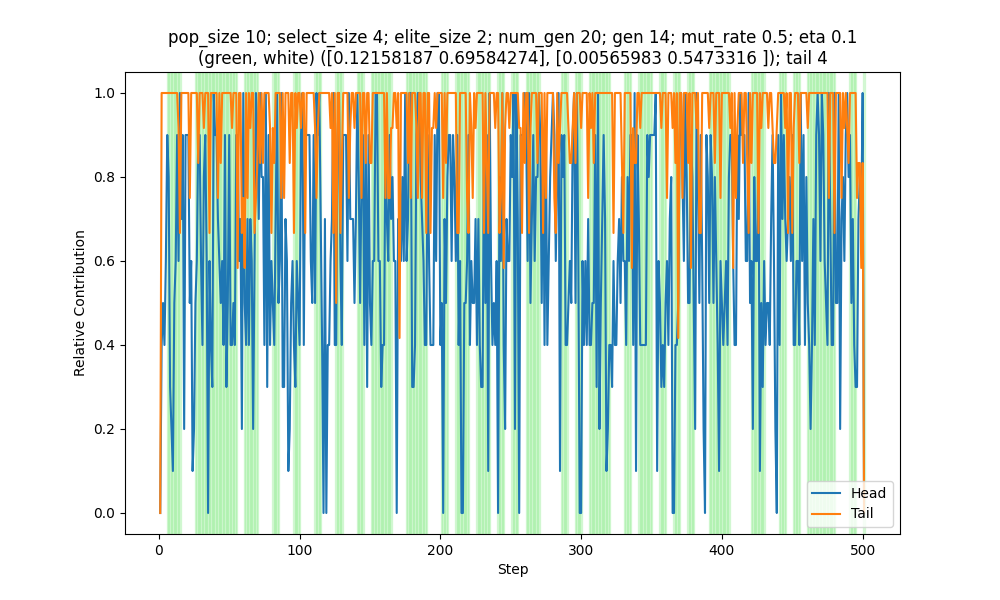 pop_size 10; select_size 4; elite_size 2; num_gen 20; gen 14; mut_rate 0.5; eta 0.1
(green, white) ([0.12158187 0.69584274], [0.00565983 0.5473316 ]); tail 4
1.0
0.8
0.6
0.4
0.2
0.0
Relative Contribution
0
100
200
300
400
500
Step
Head
Tail